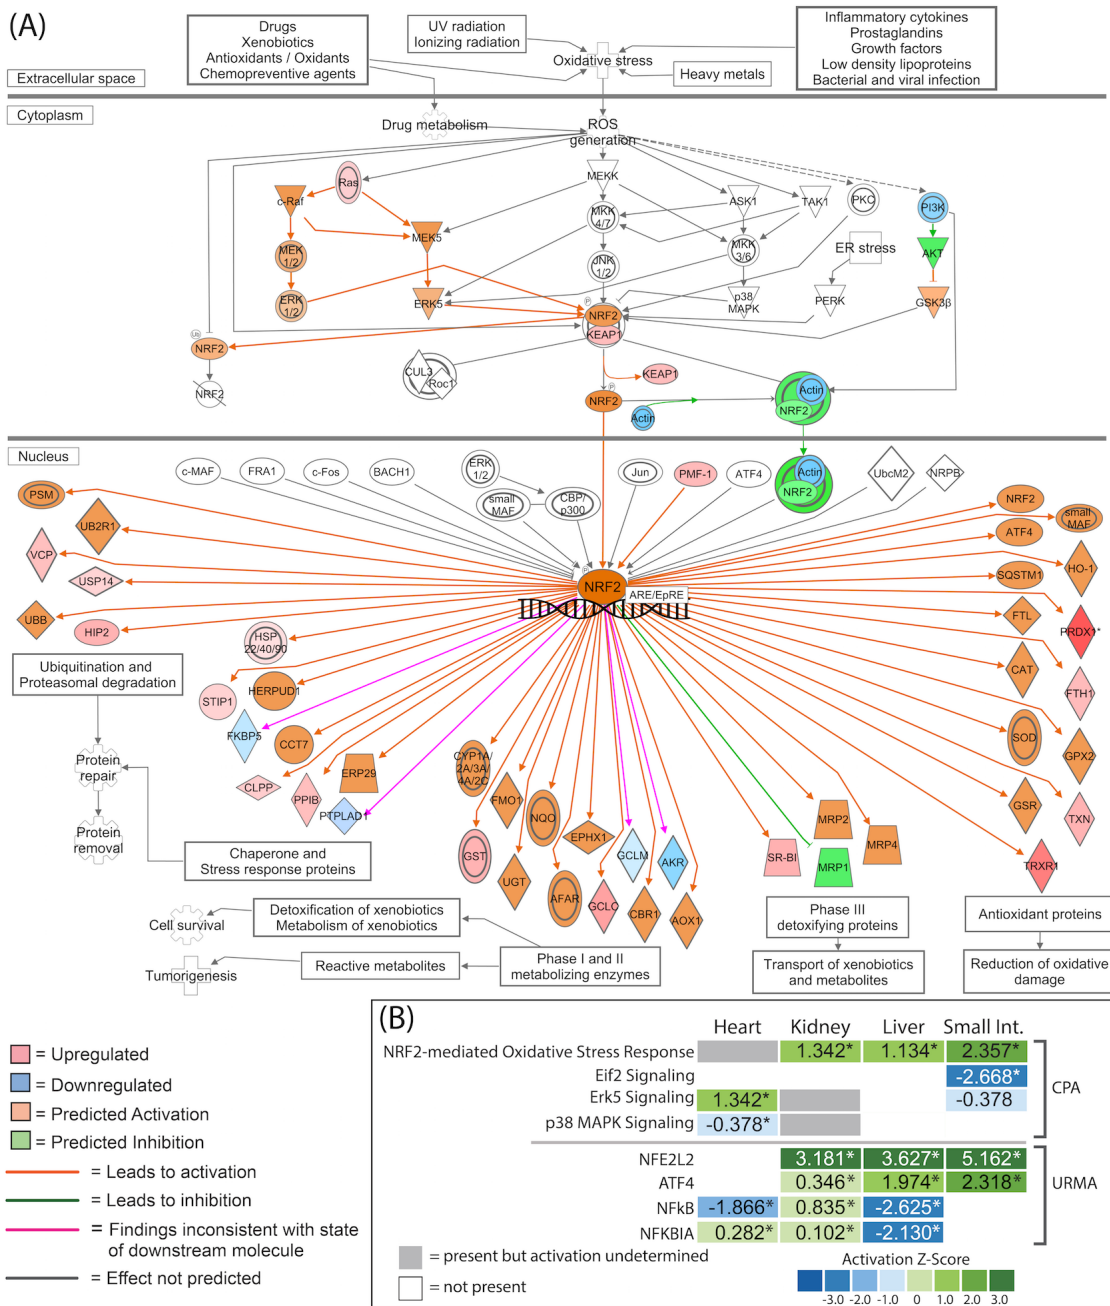 (A)
Drugs
Xenobiotics
Antioxidants / Oxidants
Chemopreventive agents
UV radiation
Ionizing radiation
Oxidative stress
Heavy metals
Inflammatory cytokines
Prostaglandins
Growth factors
Low density lipoproteins
Bacterial and viral infection
Extracellular space
Cytoplasm
Drug metabolism
ROS
generation
Ras
c-Raf
MEKK
ASK1
TAK1
PKC
PI3K
MEK5
MKK
4/7
MKK
3/6
ER stress
AKT
MEK
1/2
JNK
1/2
ERK
1/2
ERK5
p38
MAPK
PERK
GSK3β
P
NRF2
KEAP1
Ub
NRF2
NRF2
CUL3
Roc1
KEAP1
P
NRF2
Actin
Actin
NRF2
Nucleus
c-MAF
FRA1
c-Fos
BACH1
ERK
1/2
small
MAF
CBP/
p300
Jun
PMF-1
ATF4
Actin
NRF2
UbcM2
NRPB
PSM
UB2R1
VCP
USP14
UBB
HIP2
P
NRF2
ARE/EpRE
NRF2
small
MAF
ATF4
HO-1
SQSTM1
FTL
PRDX1*
CAT
FTH1
SOD
GPX2
GSR
TXN
TRXR1
HSP
22/40/90
STIP1
HERPUD1
FKBP5
CCT7
CLPP
PPIB
ERP29
PTPLAD1
CYP1A/
2A/3A/
4A/2C
FMO1
NQO
GST
UGT
EPHX1
AFAR
GCLC
GCLM
AKR
CBR1
AOX1
SR-BI
MRP2
MRP1
MRP4
Ubiquitination and
Proteasomal degradation
Protein
repair
Protein
removal
Chaperone and
Stress response proteins
Cell survival
Detoxification of xenobiotics
Metabolism of xenobiotics
Tumorigenesis
Reactive metabolites
Phase I and II
metabolizing enzymes
Phase III
detoxifying proteins
Transport of xenobiotics
and metabolites
Antioxidant proteins
Reduction of oxidative
damage
= Upregulated
= Downregulated
= Predicted Activation
= Predicted Inhibition
= Leads to activation
= Leads to inhibition
= Findings inconsistent with state
of downstream molecule
= Effect not predicted
(B)
Heart Kidney Liver Small Int.
NRF2-mediated Oxidative Stress Response 1.342* 1.134* 2.357*
Eif2 Signaling -2.668*
Erk5 Signaling 1.342* -0.378
p38 MAPK Signaling -0.378*
CPA
NFE2L2 3.181* 3.627* 5.162*
ATF4 0.346* 1.974* 2.318*
NFkB -1.866* 0.835* -2.625*
NFKBIA 0.282* 0.102* -2.130*
URMA
= present but activation undetermined
= not present
Activation Z-Score
-3.0 -2.0 -1.0 0 1.0 2.0 3.0